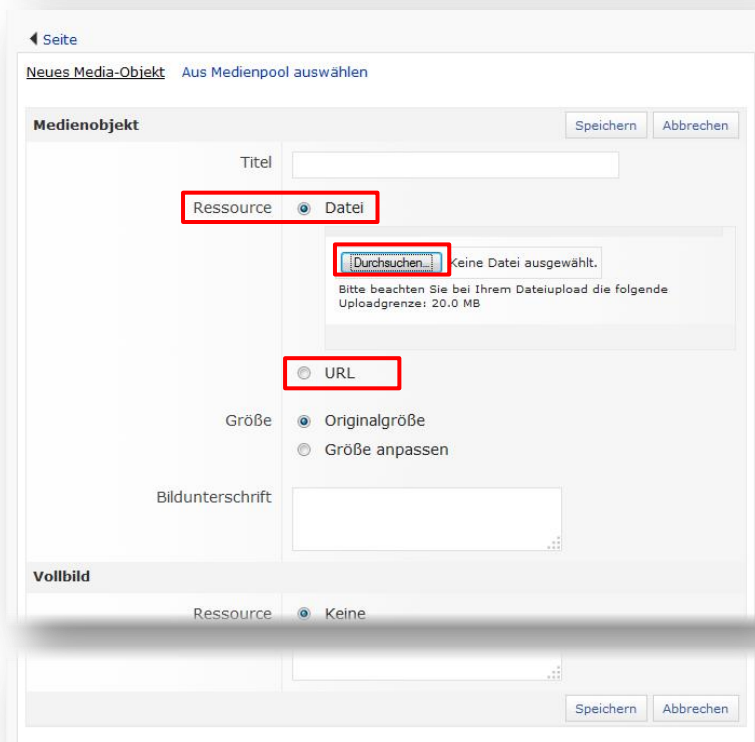 Seite
Neues Media-Objekt Aus Medienpool auswählen
Medienobjekt Speichern Abbrechen
Titel
Ressource Datei
Durchsuchen... Keine Datei ausgewählt.
Bitte beachten Sie bei Ihrem Dateiupload die folgende
Uploadgrenze: 20.0 MB
URL
Größe Originalgröße
Größe anpassen
Bildunterschrift
Vollbild
Ressource Keine
Speichern Abbrechen